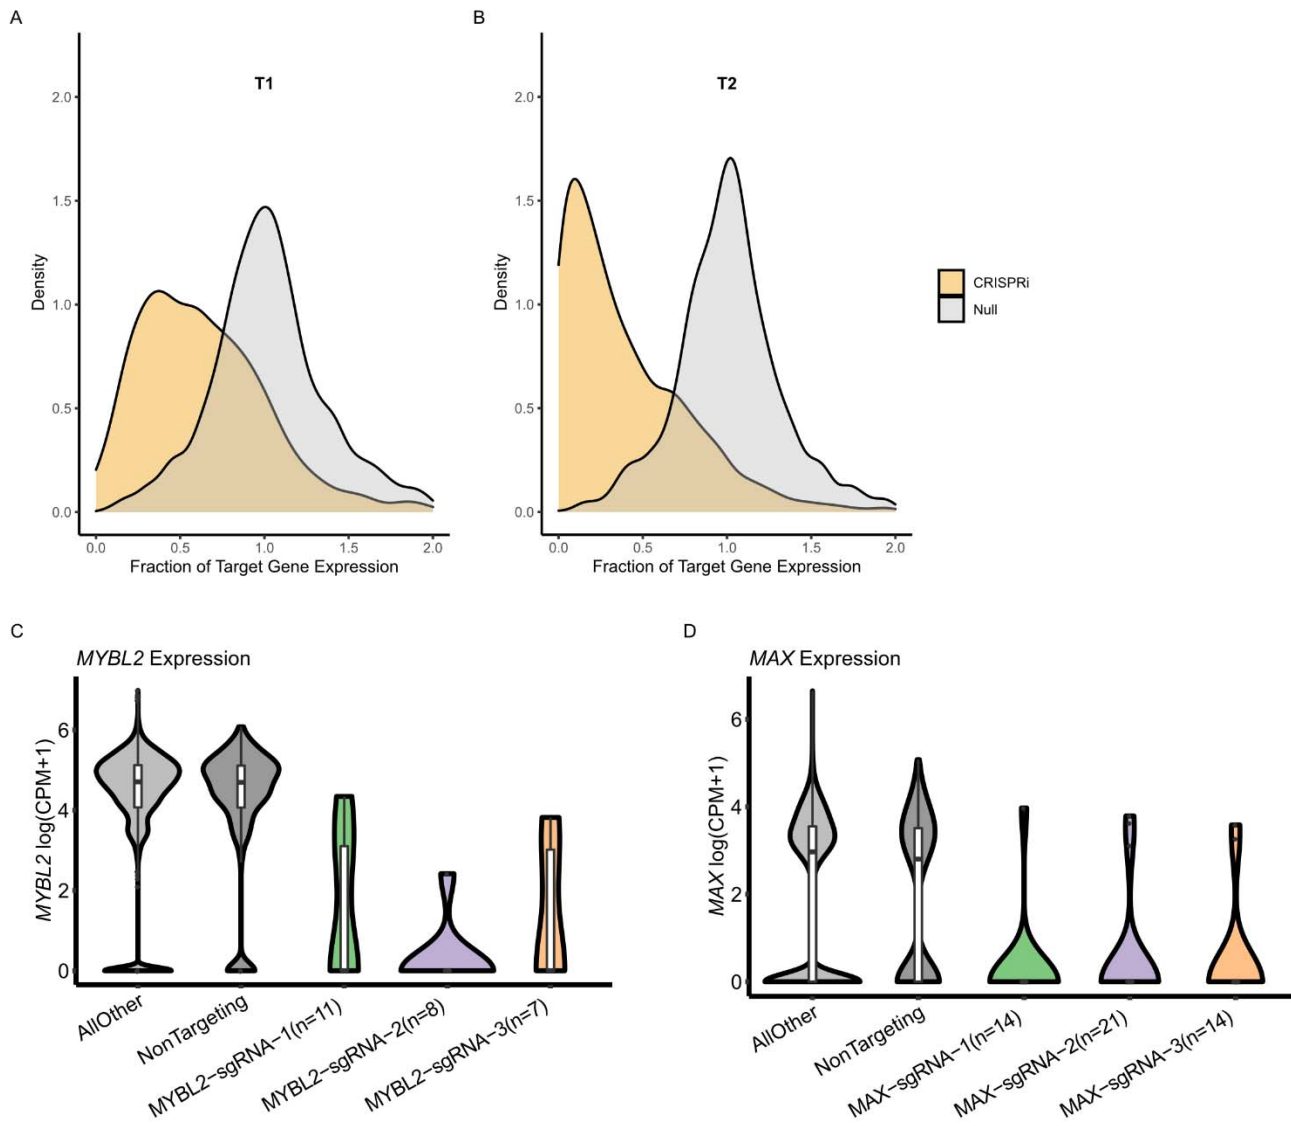 A
B
T1
T2
2.0
1.5
1.0
0.5
0.0
Density
0.0
0.5
1.0
1.5
2.0
Fraction of Target Gene Expression
2.0
1.5
1.0
0.5
0.0
Density
0.0
0.5
1.0
1.5
2.0
Fraction of Target Gene Expression
CRISPRi
Null
C
MYBL2 Expression
MYBL2 log(CPM+1)
6
4
2
0
AllOther
NonTargeting
MYBL2−sgRNA−1(n=11)
MYBL2−sgRNA−2(n=8)
MYBL2−sgRNA−3(n=7)
D
MAX Expression
MAX log(CPM+1)
6
4
2
0
AllOther
NonTargeting
MAX−sgRNA−1(n=14)
MAX−sgRNA−2(n=21)
MAX−sgRNA−3(n=14)